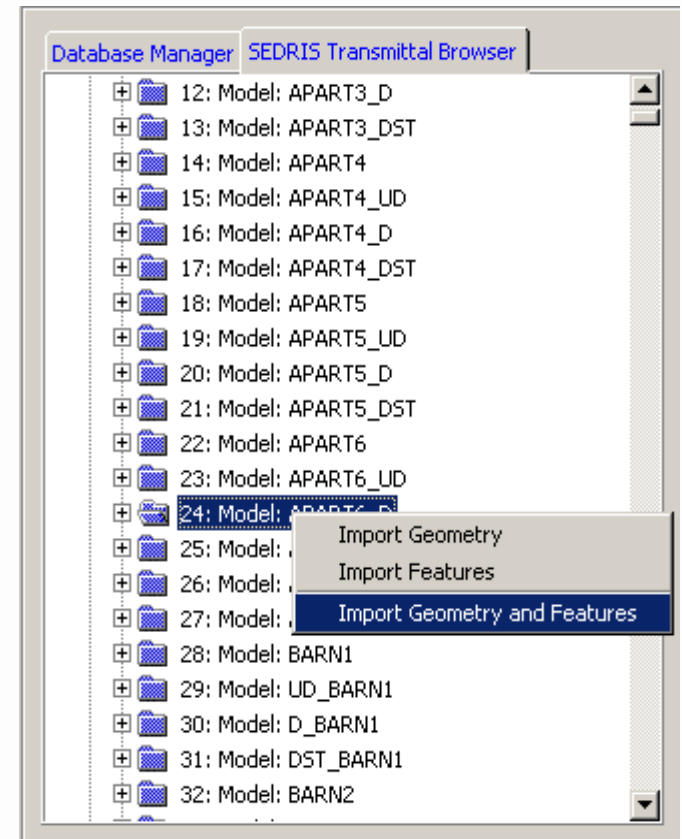 Database Manager SEDRIS Transmittal Browser
12: Model: APART3_D
13: Model: APART3_DST
14: Model: APART4
15: Model: APART4_UD
16: Model: APART4_D
17: Model: APART4_DST
18: Model: APART5
19: Model: APART5_UD
20: Model: APART5_D
21: Model: APART5_DST
22: Model: APART6
23: Model: APART6_UD
24: Model: APART6_D
Import Geometry
25: Model:
Import Features
26: Model:
Import Geometry and Features
27: Model:
28: Model: BARN1
29: Model: UD_BARN1
30: Model: D_BARN1
31: Model: DST_BARN1
32: Model: BARN2